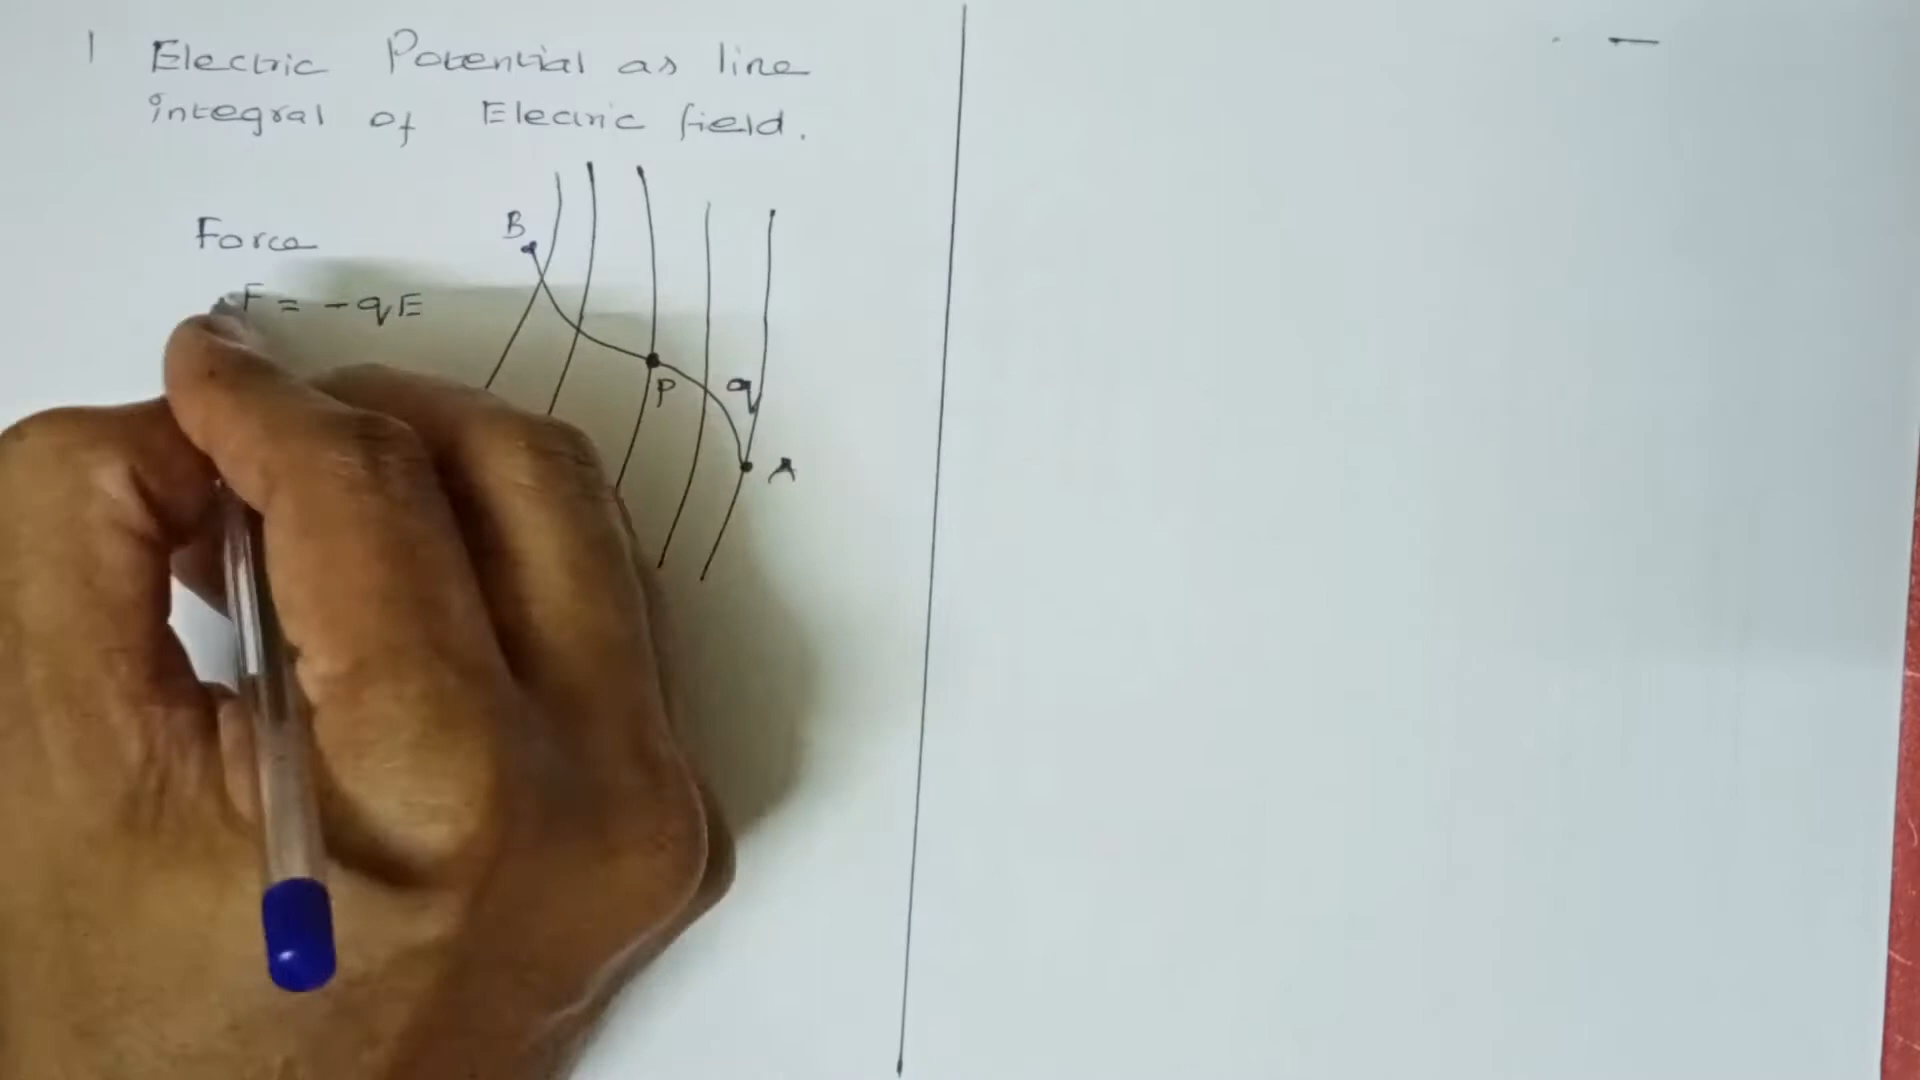 1 Electric Potential as line
integral of Electric field.
Force
F = -qE
B
P
q
A